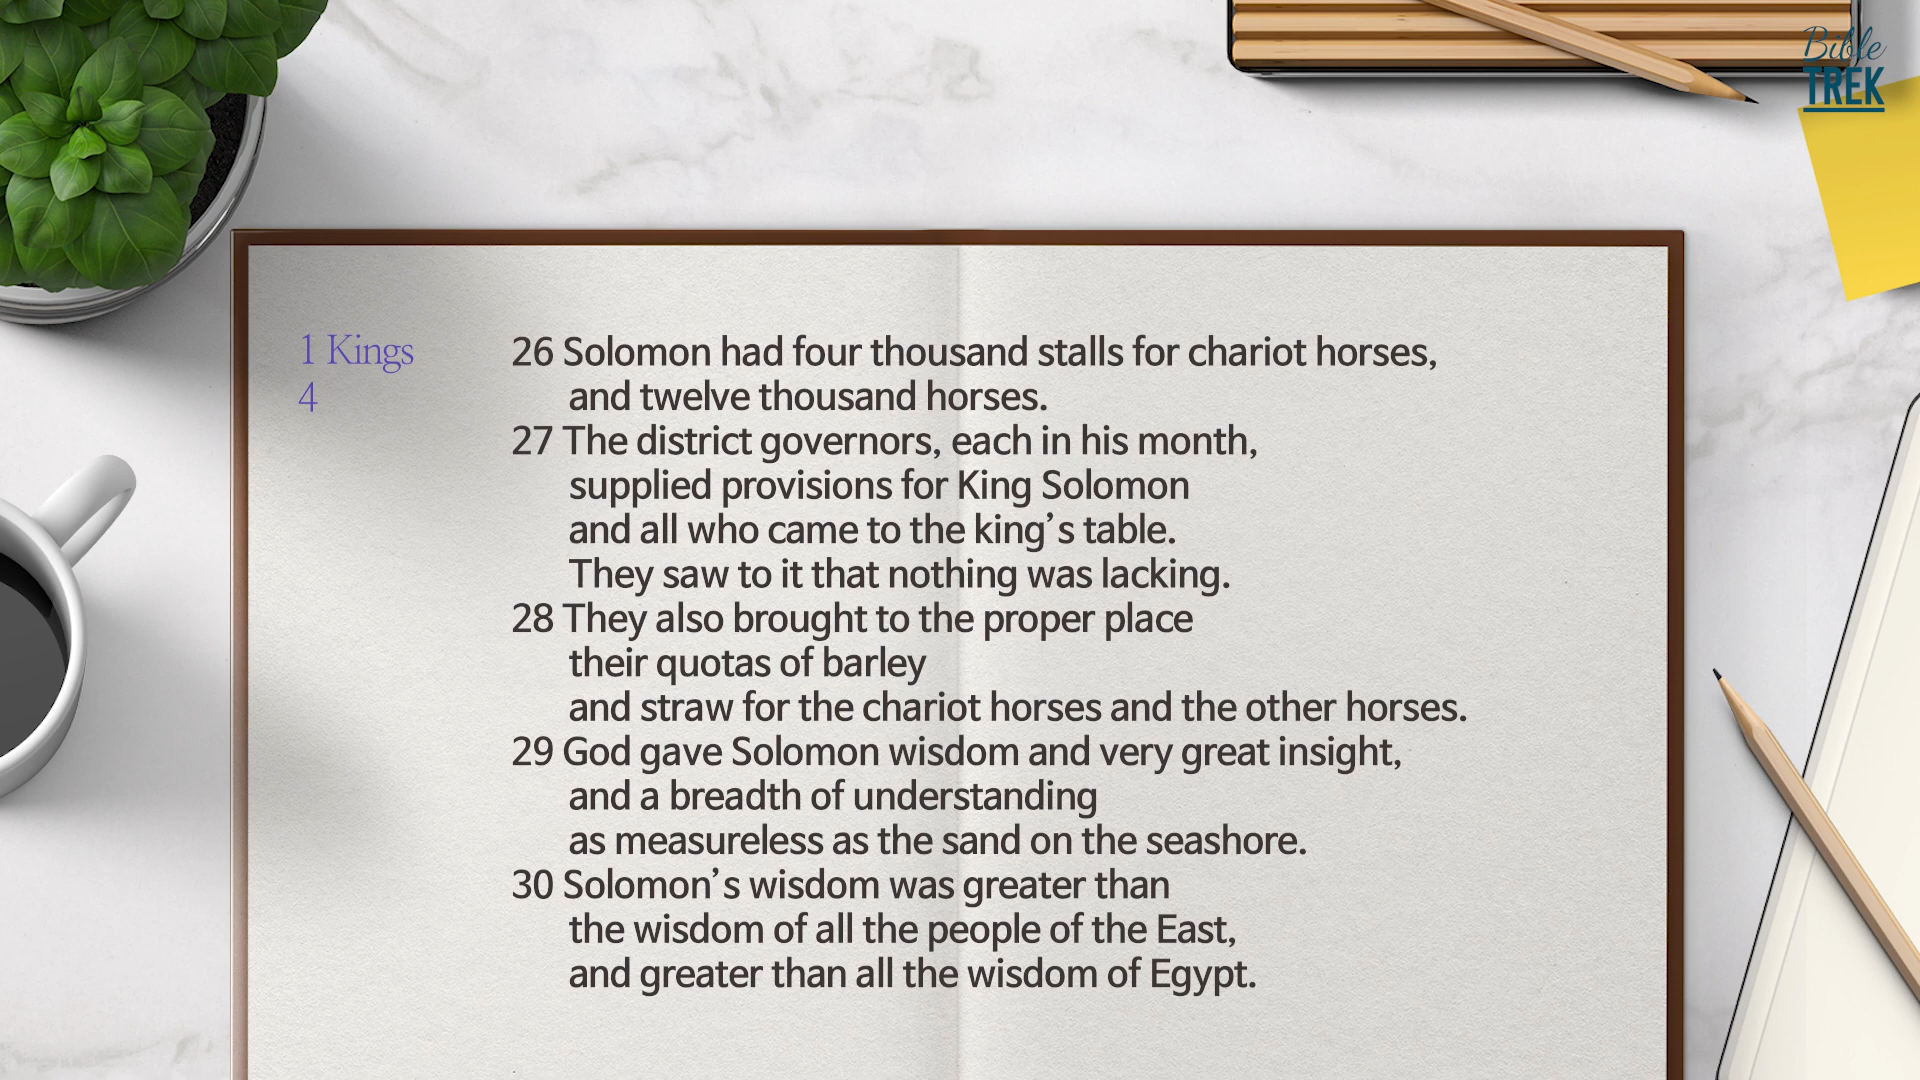 Bible
TREK
1 Kings
4
26 Solomon had four thousand stalls for chariot horses,
and twelve thousand horses.
27 The district governors, each in his month,
supplied provisions for King Solomon
and all who came to the king’s table.
They saw to it that nothing was lacking.
28 They also brought to the proper place
their quotas of barley
and straw for the chariot horses and the other horses.
29 God gave Solomon wisdom and very great insight,
and a breadth of understanding
as measureless as the sand on the seashore.
30 Solomon’s wisdom was greater than
the wisdom of all the people of the East,
and greater than all the wisdom of Egypt.